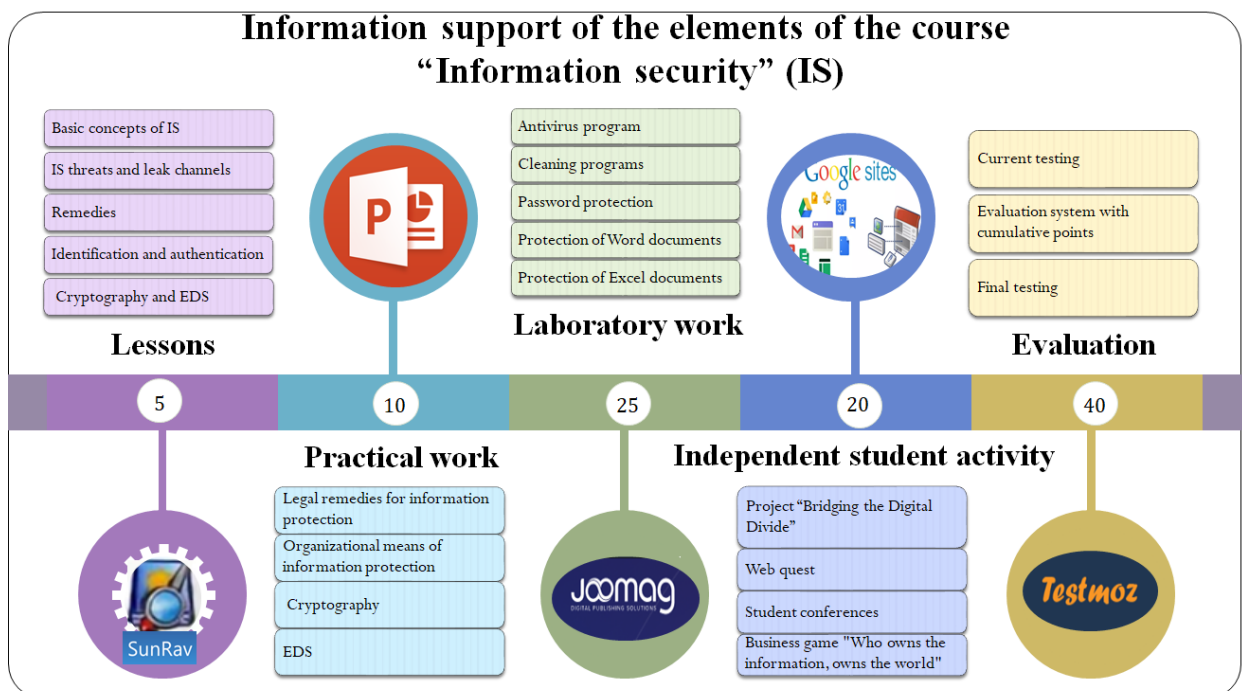 Information support of the elements of the course
“Information security” (IS)
Basic concepts of IS
IS threats and leak channels
Remedies
Identification and authentication
Cryptography and EDS
Lessons
P
Antivirus program
Cleaning programs
Password protection
Protection of Word documents
Protection of Excel documents
Laboratory work
Google sites
Current testing
Evaluation system with
cumulative points
Final testing
Evaluation
5
10
25
20
40
SunRav
Practical work
Legal remedies for information
protection
Organizational means of
information protection
Cryptography
EDS
Joomag
DIGITAL PUBLISHING SOLUTIONS
Independent student activity
Project “Bridging the Digital
Divide”
Web quest
Student conferences
Business game "Who owns the
information, owns the world"
Testmoz